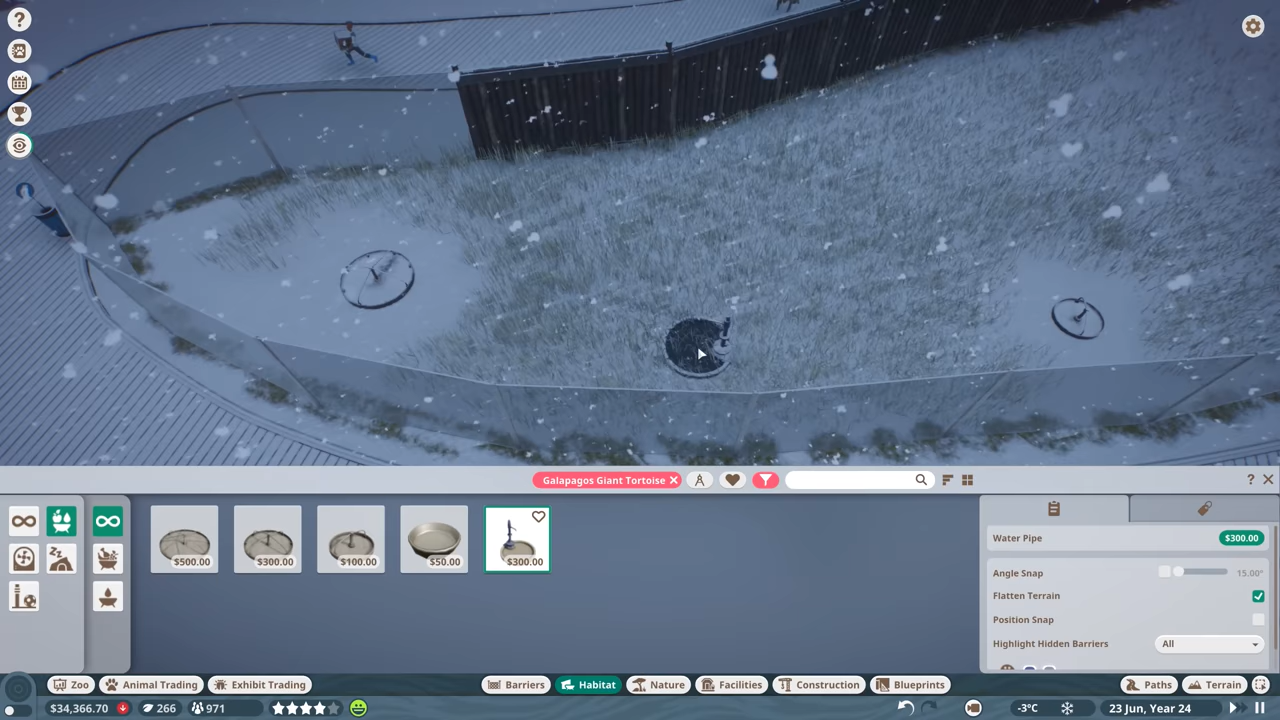 Galapagos Giant Tortoise
$500.00
$300.00
$100.00
$50.00
$300.00
Water Pipe
$300.00
Angle Snap
15.00°
Flatten Terrain
Position Snap
Highlight Hidden Barriers
All
Zoo
Animal Trading
Exhibit Trading
Barriers
Habitat
Nature
Facilities
Construction
Blueprints
Paths
Terrain
$34,366.70
266
971
-3°C
23 Jun, Year 24